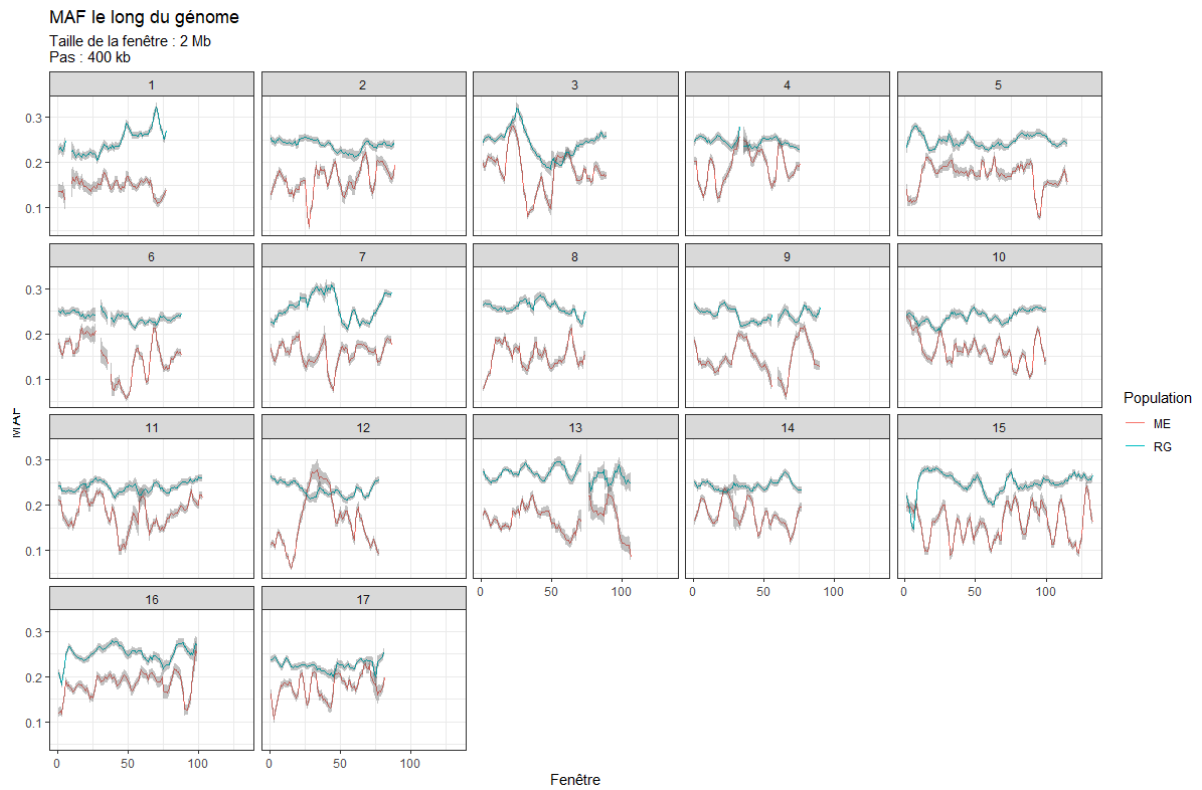 MAF le long du génome
Taille de la fenêtre : 2 Mb
Pas : 400 kb
1 2 3 4 5
0.3
0.2
0.1
6 7 8 9 10
0.3
0.2
0.1
MAF
11 12 13 14 15
0.3
0.2
0.1
0 50 100 0 50 100 0 100
16 17
0.3
0.2
0.1
0 50 100 0 50 100
Fenêtre
Population
ME
RG